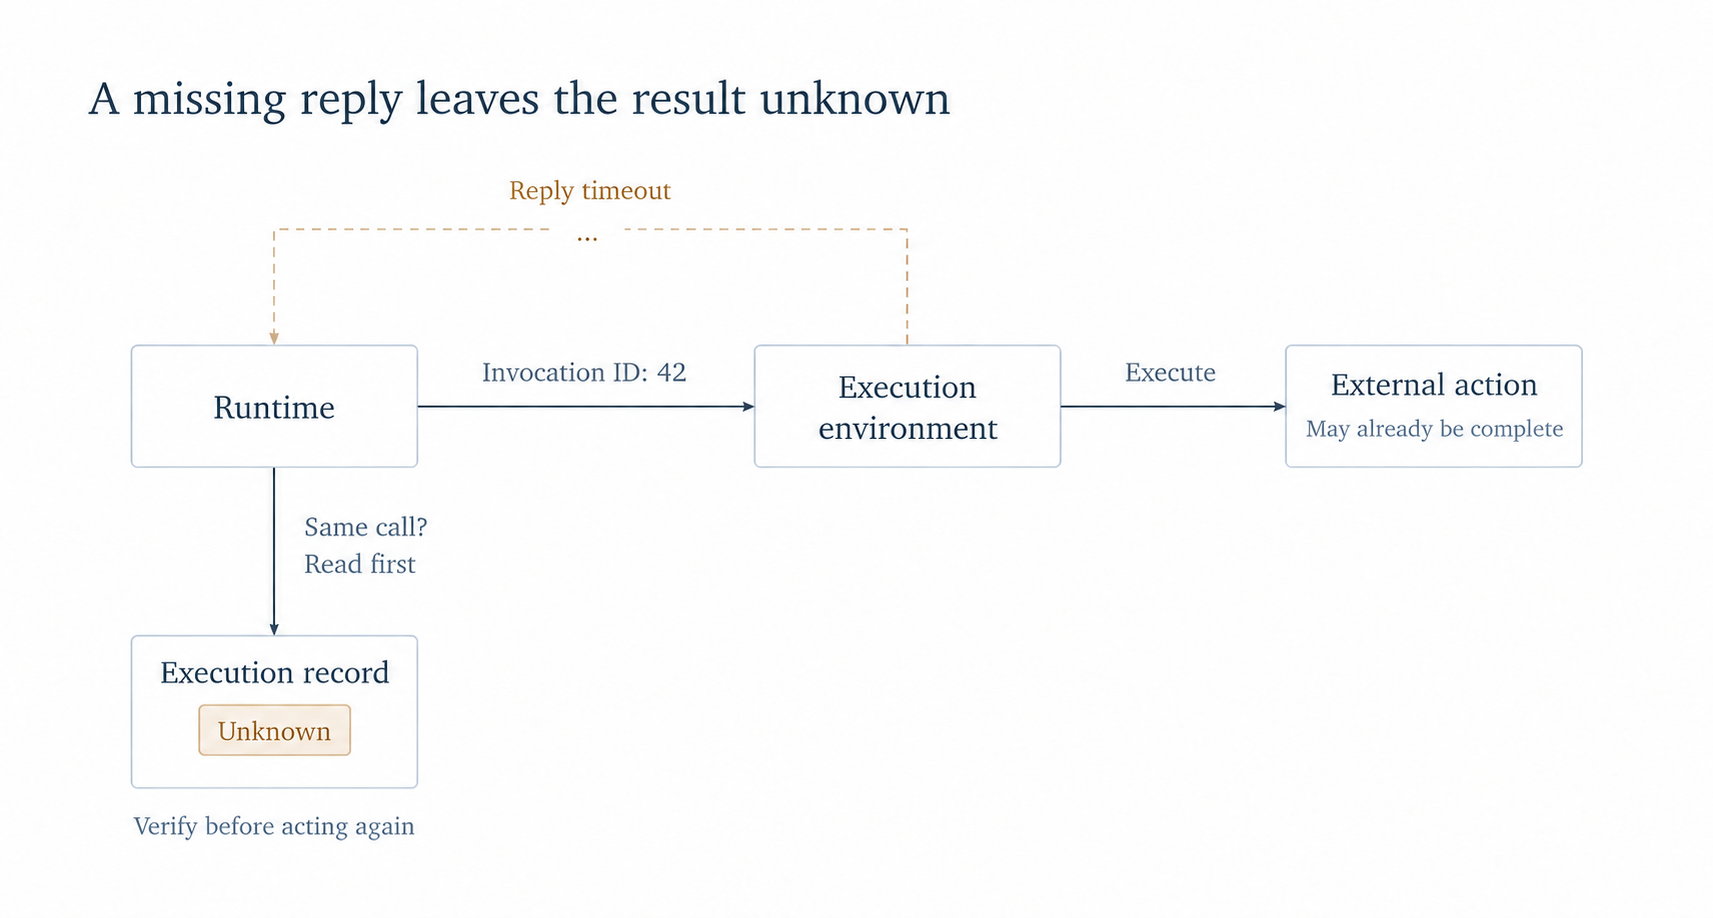 A missing reply leaves the result unknown
Reply timeout
...
Runtime
Invocation ID: 42
Execution
environment
Execute
External action
May already be complete
Same call?
Read first
Execution record
Unknown
Verify before acting again